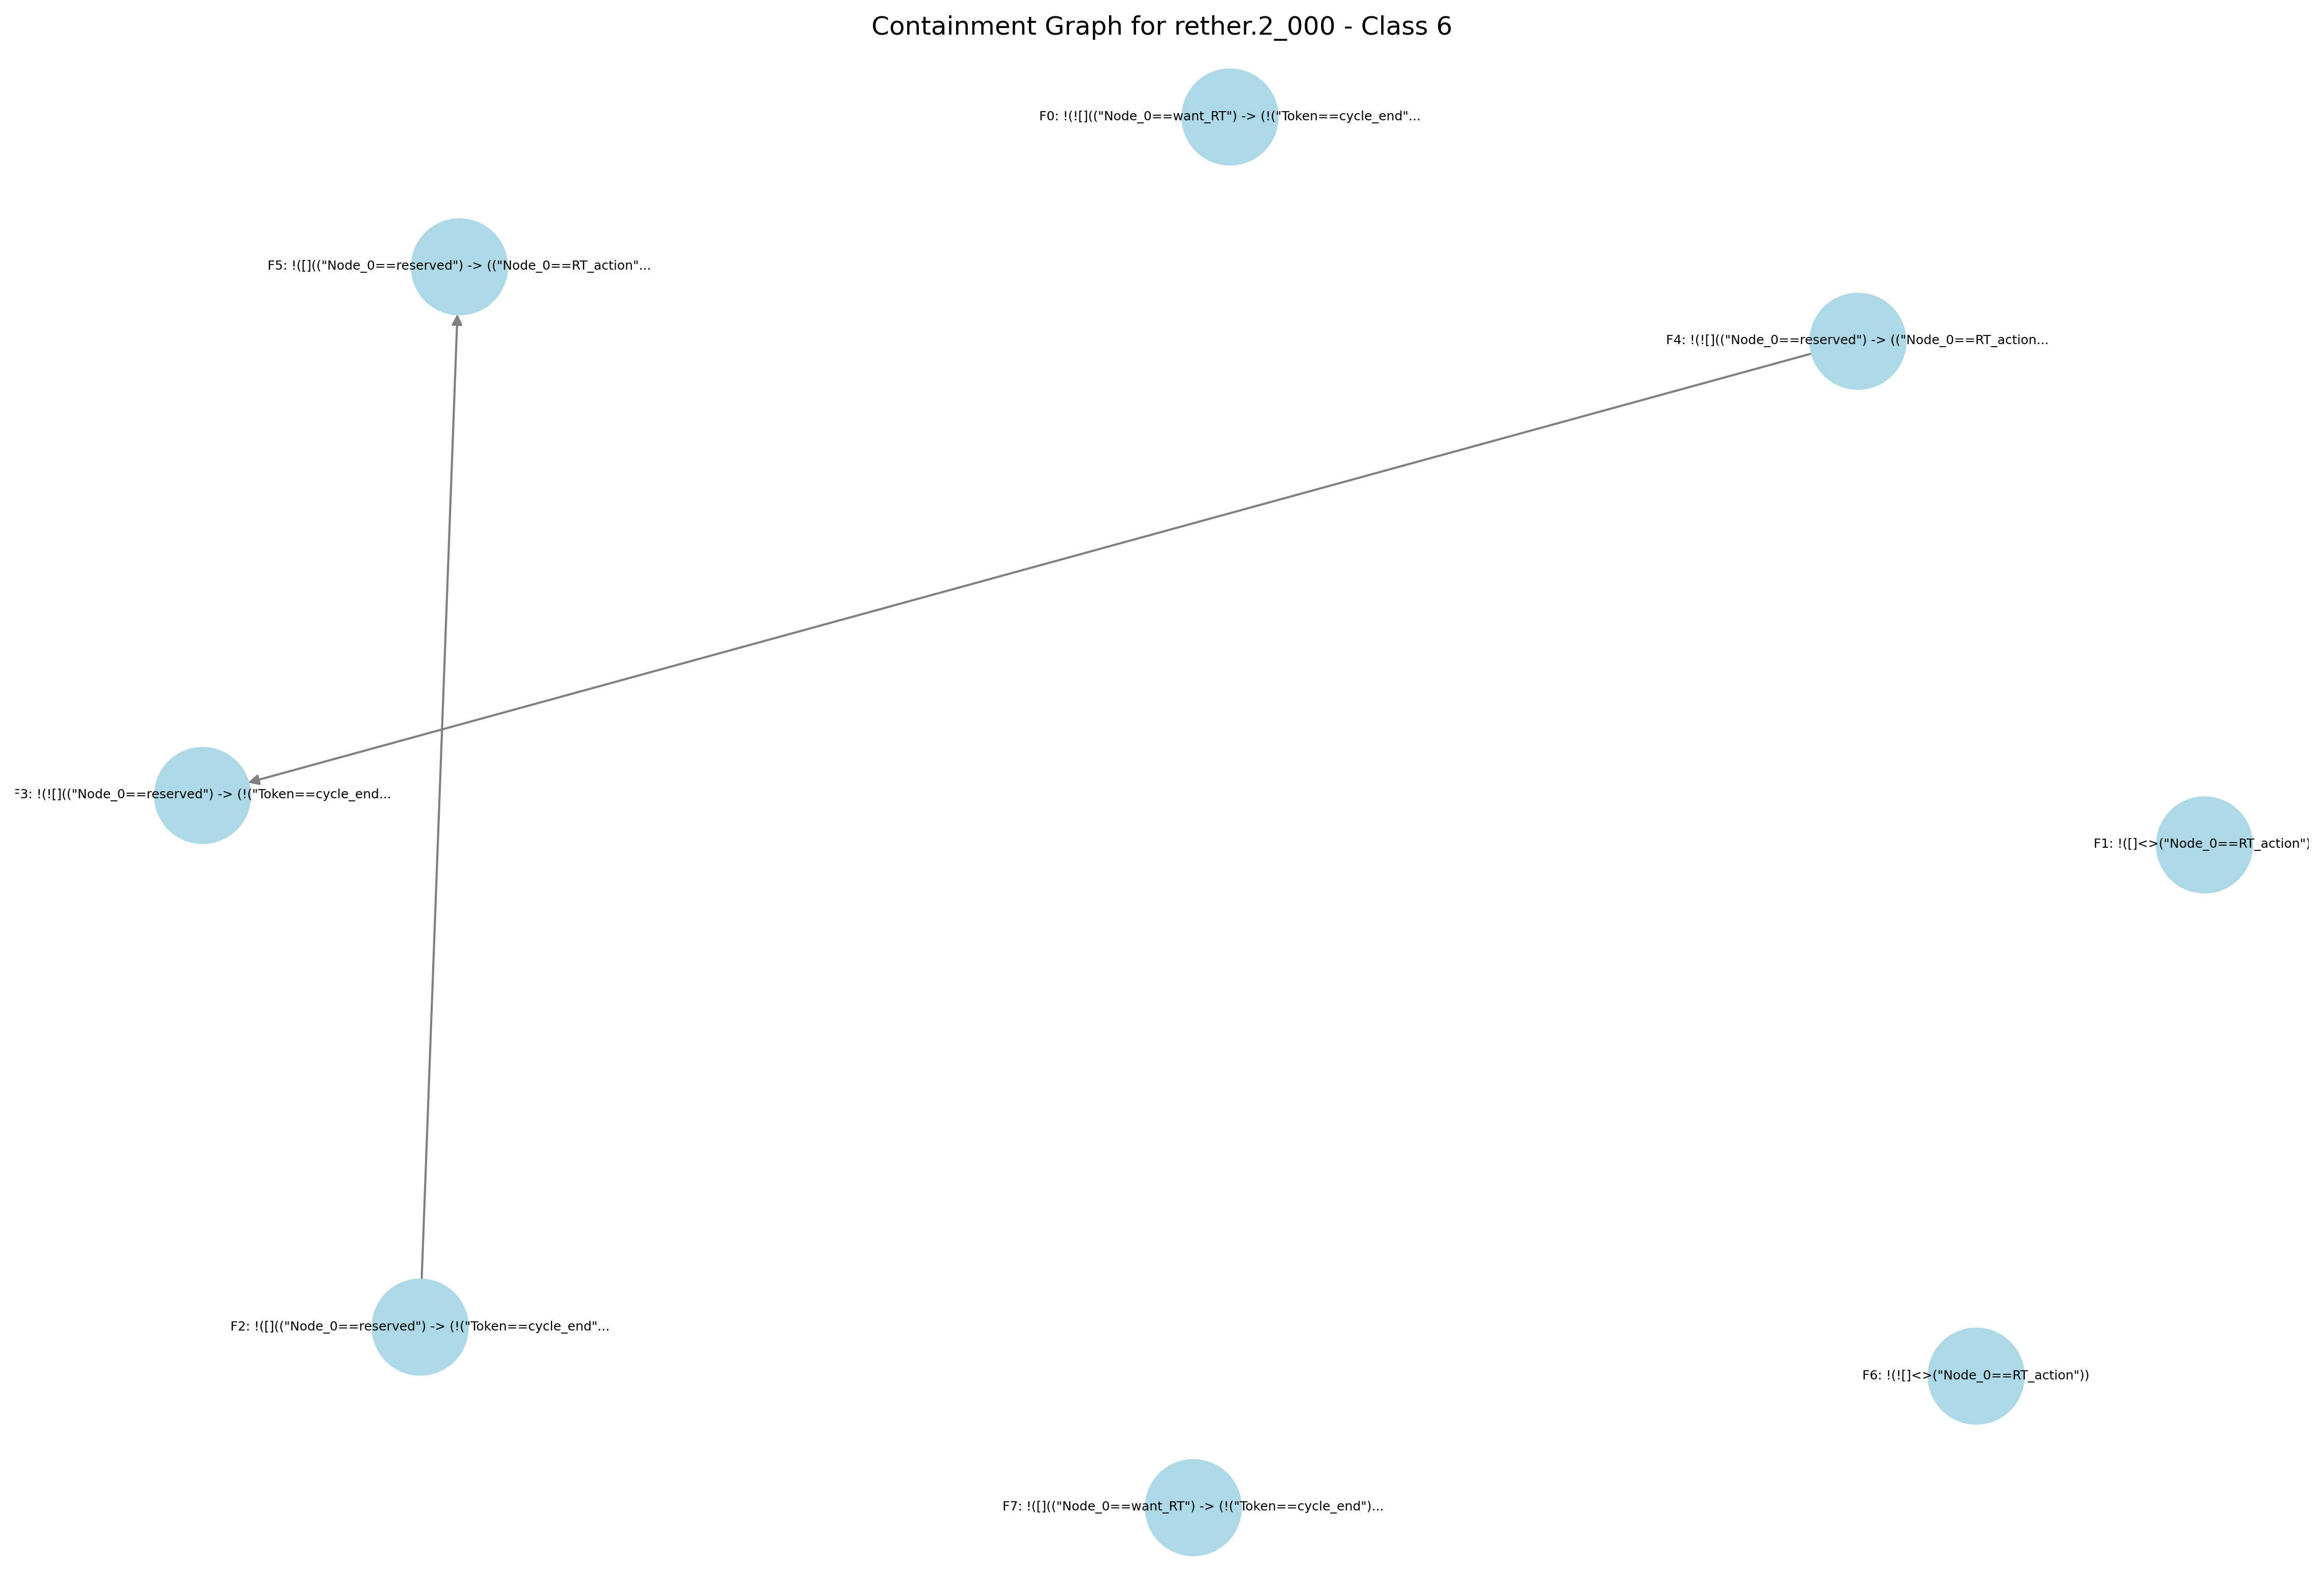 Containment Graph for rether.2_000 - Class 6
F0: !(![](("Node_0==want_RT") -> (!("Token==cycle_end"...
F5: !([](("Node_0==reserved") -> (("Node_0==RT_action"...
F4: !(![](("Node_0==reserved") -> (("Node_0==RT_action...
3: !(![](("Node_0==reserved") -> (!("Token==cycle_end...
F1: !([]<>("Node_0==RT_action")
F2: !([](("Node_0==reserved") -> (!("Token==cycle_end"...
F6: !(![]<>("Node_0==RT_action"))
F7: !([](("Node_0==want_RT") -> (!("Token==cycle_end")...